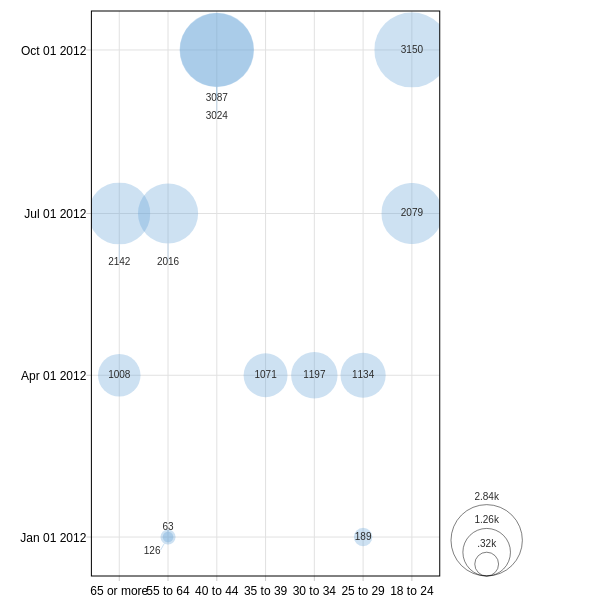 Oct 01 2012
3150
3087
3024
Jul 01 2012
2079
2142
2016
Apr 01 2012
1008
1071
1197
1134
2.84k
1.26k
.32k
63
Jan 01 2012
189
126
65 or more
55 to 64
40 to 44
35 to 39
30 to 34
25 to 29
18 to 24